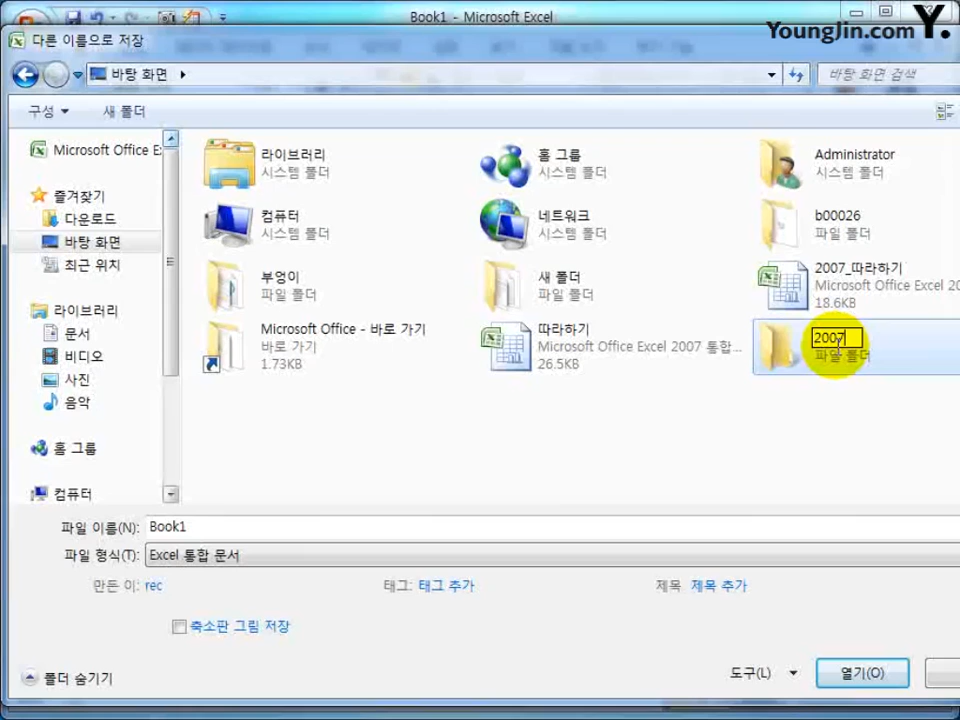 Book1 - Microsoft Excel
YoungJin.com Y.
다른 이름으로 저장
바탕 화면
바탕 화면 검색
구성
새 폴더
Microsoft Office E
즐겨찾기
다운로드
바탕 화면
최근 위치
라이브러리
문서
비디오
사진
음악
홈 그룹
컴퓨터
라이브러리
시스템 폴더
홈 그룹
시스템 폴더
Administrator
시스템 폴더
컴퓨터
시스템 폴더
네트워크
시스템 폴더
b00026
파일 폴더
부엉이
파일 폴더
새 폴더
파일 폴더
2007_따라하기
Microsoft Office Excel 20
18.6KB
Microsoft Office - 바로 가기
바로 가기
1.73KB
따라하기
Microsoft Office Excel 2007 통합...
26.5KB
2007
파일 폴더
파일 이름(N): Book1
파일 형식(T): Excel 통합 문서
만든 이: rec
태그: 태그 추가
제목 제목 추가
축소판 그림 저장
폴더 숨기기
도구(L)
열기(O)